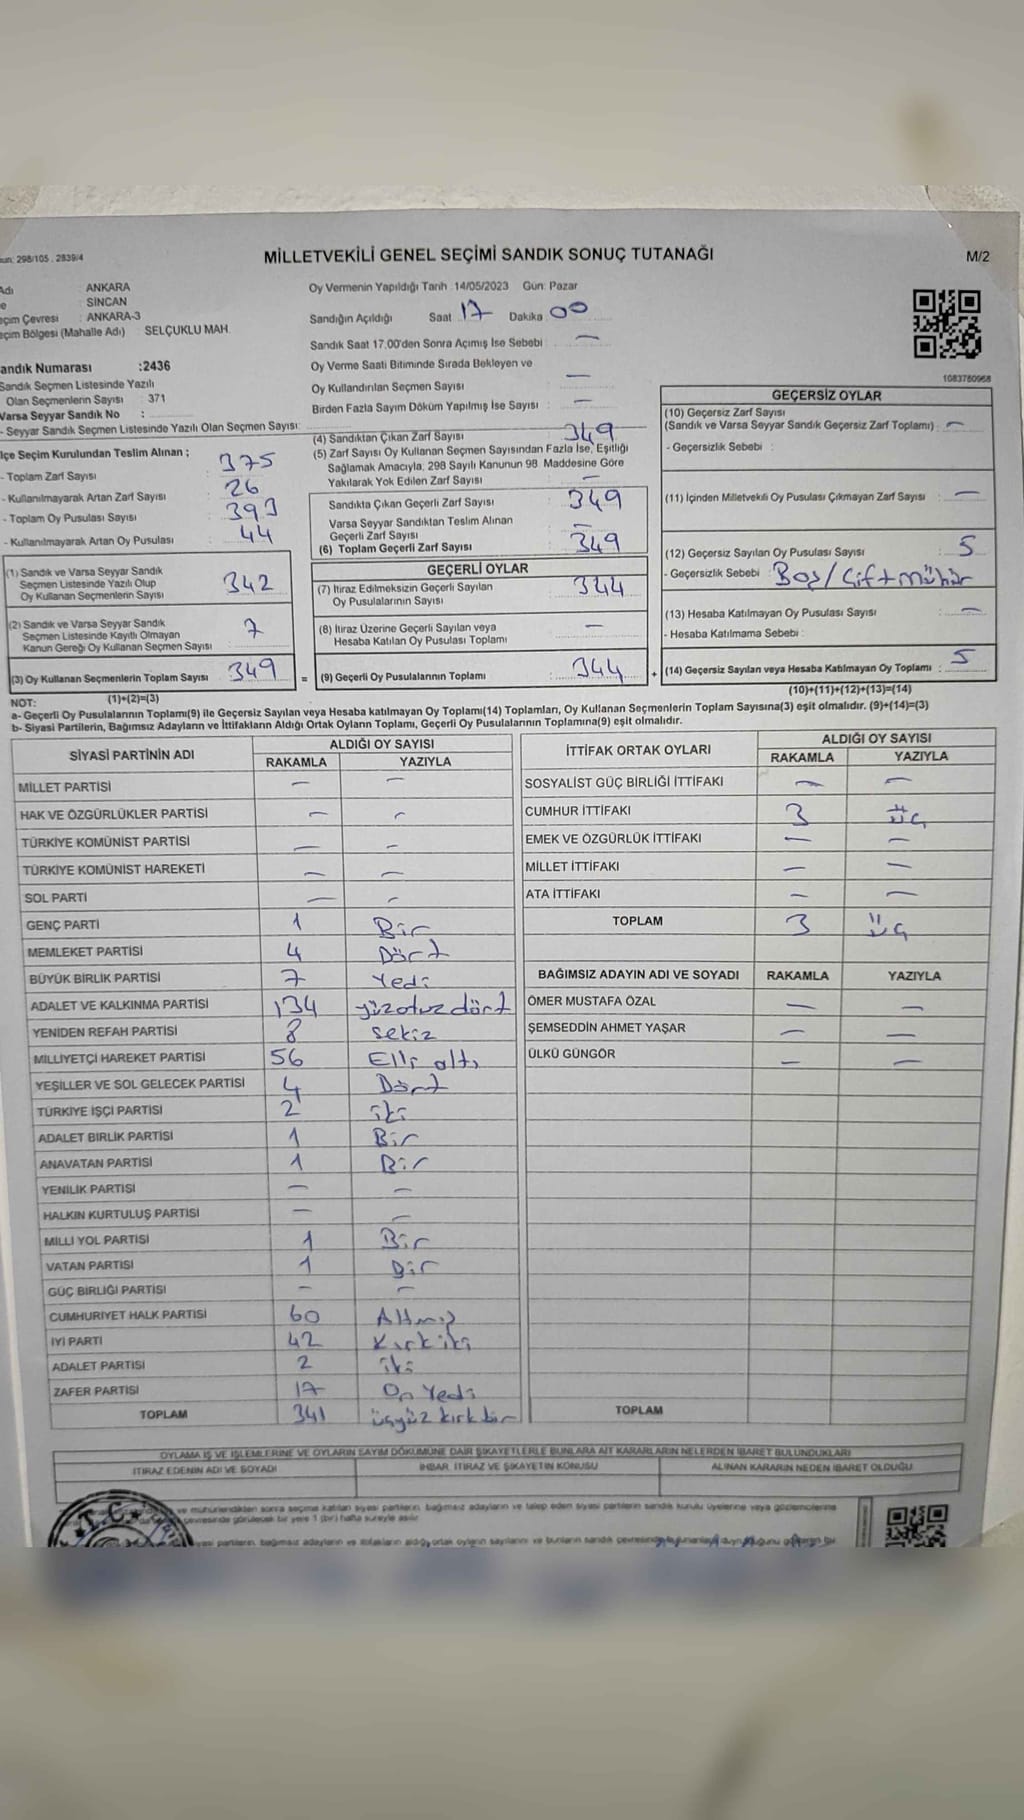 298/105 . 2839/4
MİLLETVEKİLİ GENEL SEÇİMİ SANDIK SONUÇ TUTANAĞI
M/2
Adı : ANKARA
SİNCAN
eçim Çevresi : ANKARA-3
eçim Bölgesi (Mahalle Adı) SELÇUKLU MAH.
Oy Vermenin Yapıldığı Tarih :14/05/2023 Gün: Pazar
Sandığın Açıldığı Saat 17 Dakika 00
Sandık Saat 17.00'den Sonra Açımış İse Sebebi : —
Oy Verme Saati Bitiminde Sırada Bekleyen ve
Oy Kullandırılan Seçmen Sayısı : —
Birden Fazla Sayım Döküm Yapılmış İse Sayısı : —
1083780968
andık Numarası :2436
Sandık Seçmen Listesinde Yazılı
Olan Seçmenlerin Sayısı : 371
Varsa Seyyar Sandık No :
- Seyyar Sandık Seçmen Listesinde Yazılı Olan Seçmen Sayısı:
lçe Seçim Kurulundan Teslim Alınan ;
- Toplam Zarf Sayısı : 375
- Kullanılmayarak Artan Zarf Sayısı : 26
- Toplam Oy Pusulası Sayısı : 393
- Kullanılmayarak Artan Oy Pusulası : 44
(1) Sandık ve Varsa Seyyar Sandık
Seçmen Listesinde Yazılı Olup
Oy Kullanan Seçmenlerin Sayısı : 342
(2) Sandık ve Varsa Seyyar Sandık
Seçmen Listesinde Kayıtlı Olmayan
Kanun Gereği Oy Kullanan Seçmen Sayısı : 7
(3) Oy Kullanan Seçmenlerin Toplam Sayısı : 349
(1)+(2)=(3)
(4) Sandıktan Çıkan Zarf Sayısı : 349
(5) Zarf Sayısı Oy Kullanan Seçmen Sayısından Fazla İse, Eşitliği
Sağlamak Amacıyla, 298 Sayılı Kanunun 98. Maddesine Göre
Yakılarak Yok Edilen Zarf Sayısı : —
Sandıkta Çıkan Geçerli Zarf Sayısı : 349
Varsa Seyyar Sandıktan Teslim Alınan
Geçerli Zarf Sayısı : —
(6) Toplam Geçerli Zarf Sayısı : 349
GEÇERLİ OYLAR
(7) İtiraz Edilmeksizin Geçerli Sayılan
Oy Pusulalarının Sayısı : 344
(8) İtiraz Üzerine Geçerli Sayılan veya
Hesaba Katılan Oy Pusulası Toplamı : —
= (9) Geçerli Oy Pusulalarının Toplamı : 344 +
GEÇERSİZ OYLAR
(10) Geçersiz Zarf Sayısı
(Sandık ve Varsa Seyyar Sandık Geçersiz Zarf Toplamı) : —
- Geçersizlik Sebebi :
(11) İçinden Milletvekili Oy Pusulası Çıkmayan Zarf Sayısı : —
(12) Geçersiz Sayılan Oy Pusulası Sayısı : 5
- Geçersizlik Sebebi : Boş/Çift mühür
(13) Hesaba Katılmayan Oy Pusulası Sayısı : —
- Hesaba Katılmama Sebebi :
(14) Geçersiz Sayılan veya Hesaba Katılmayan Oy Toplamı : 5
(10)+(11)+(12)+(13)=(14)
NOT:
a- Geçerli Oy Pusulalarının Toplamı(9) ile Geçersiz Sayılan veya Hesaba katılmayan Oy Toplamı(14) Toplamları, Oy Kullanan Seçmenlerin Toplam Sayısına(3) eşit olmalıdır. (9)+(14)=(3)
b- Siyasi Partilerin, Bağımsız Adayların ve İttifakların Aldığı Ortak Oyların Toplamı, Geçerli Oy Pusulalarının Toplamına(9) eşit olmalıdır.
SİYASİ PARTİNİN ADI ALDIĞI OY SAYISI
RAKAMLA YAZIYLA
MİLLET PARTİSİ — —
HAK VE ÖZGÜRLÜKLER PARTİSİ — —
TÜRKİYE KOMÜNİST PARTİSİ — —
TÜRKİYE KOMÜNİST HAREKETİ — —
SOL PARTİ — —
GENÇ PARTİ 1 Bir
MEMLEKET PARTİSİ 4 Dört
BÜYÜK BİRLİK PARTİSİ 7 Yedi
ADALET VE KALKINMA PARTİSİ 134 yüzotuz dört
YENİDEN REFAH PARTİSİ 8 sekiz
MİLLİYETÇİ HAREKET PARTİSİ 56 Elli altı
YEŞİLLER VE SOL GELECEK PARTİSİ 4 Dört
TÜRKİYE İŞÇİ PARTİSİ 2 iki
ADALET BİRLİK PARTİSİ 1 Bir
ANAVATAN PARTİSİ 1 Bir
YENİLİK PARTİSİ — —
HALKIN KURTULUŞ PARTİSİ — —
MİLLİ YOL PARTİSİ 1 Bir
VATAN PARTİSİ 1 Bir
GÜÇ BİRLİĞİ PARTİSİ — —
CUMHURİYET HALK PARTİSİ 60 Altmış
İYİ PARTİ 42 Kırk iki
ADALET PARTİSİ 2 iki
ZAFER PARTİSİ 17 On Yedi
TOPLAM 341 üçyüz kırk bir
İTTİFAK ORTAK OYLARI ALDIĞI OY SAYISI
RAKAMLA YAZIYLA
SOSYALİST GÜÇ BİRLİĞİ İTTİFAKI — —
CUMHUR İTTİFAKI 3 üç
EMEK VE ÖZGÜRLÜK İTTİFAKI — —
MİLLET İTTİFAKI — —
ATA İTTİFAKI — —
TOPLAM 3 üç
BAĞIMSIZ ADAYIN ADI VE SOYADI RAKAMLA YAZIYLA
ÖMER MUSTAFA ÖZAL — —
ŞEMSEDDİN AHMET YAŞAR — —
ÜLKÜ GÜNGÖR — —
TOPLAM
OYLAMA İŞ VE İŞLEMLERİNE VE OYLARIN SAYIM DÖKÜMÜNE DAİR ŞİKAYETLERLE BUNLARA AİT KARARLARIN NELERDEN İBARET BULUNDUKLARI
İTİRAZ EDENİN ADI VE SOYADI İHBAR, İTİRAZ VE ŞİKAYETİN KONUSU ALINAN KARARIN NEDEN İBARET OLDUĞU
ve mühürlendikten sonra seçime katılan siyasi partilerin, bağımsız adayların ve talep eden siyasi partilerin sandık kurulu üyelerine veya gözlemcilerine
çevresinde görülecek bir yere 1 (bir) hafta süreyle asılır.
partilerin, bağımsız adayların ve ittifakların aldığı ortak oyların sayılarını ve bunların sandık çevresinde
T.C.